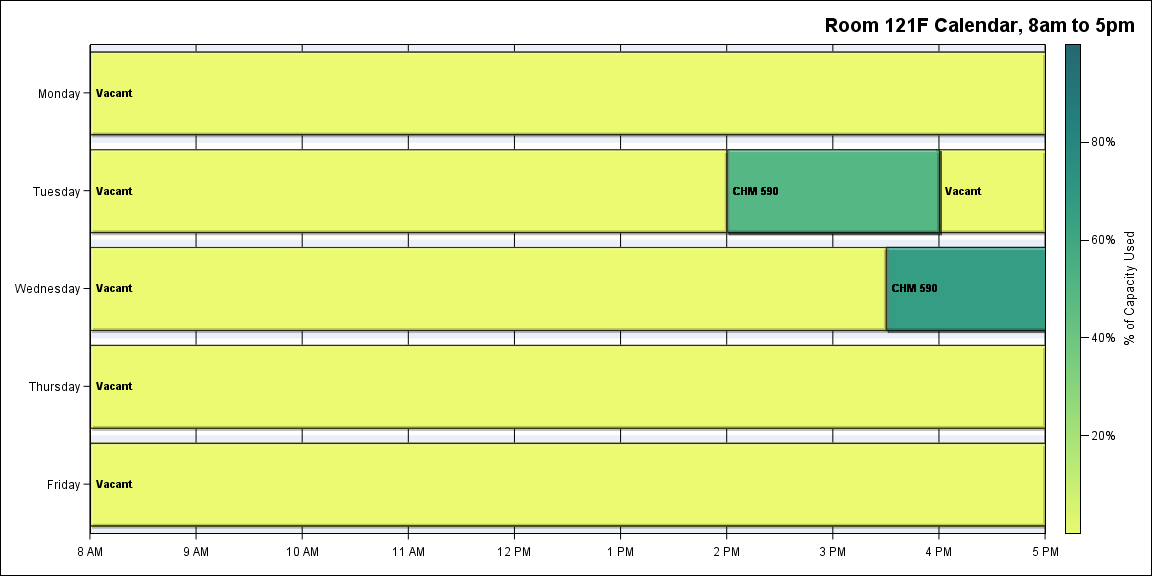 Room 121F Calendar, 8am to 5pm
Monday
Vacant
Tuesday
Vacant
CHM 590
Vacant
Wednesday
Vacant
CHM 590
Thursday
Vacant
Friday
Vacant
8 AM
9 AM
10 AM
11 AM
12 PM
1 PM
2 PM
3 PM
4 PM
5 PM
80%
60%
40%
20%
% of Capacity Used